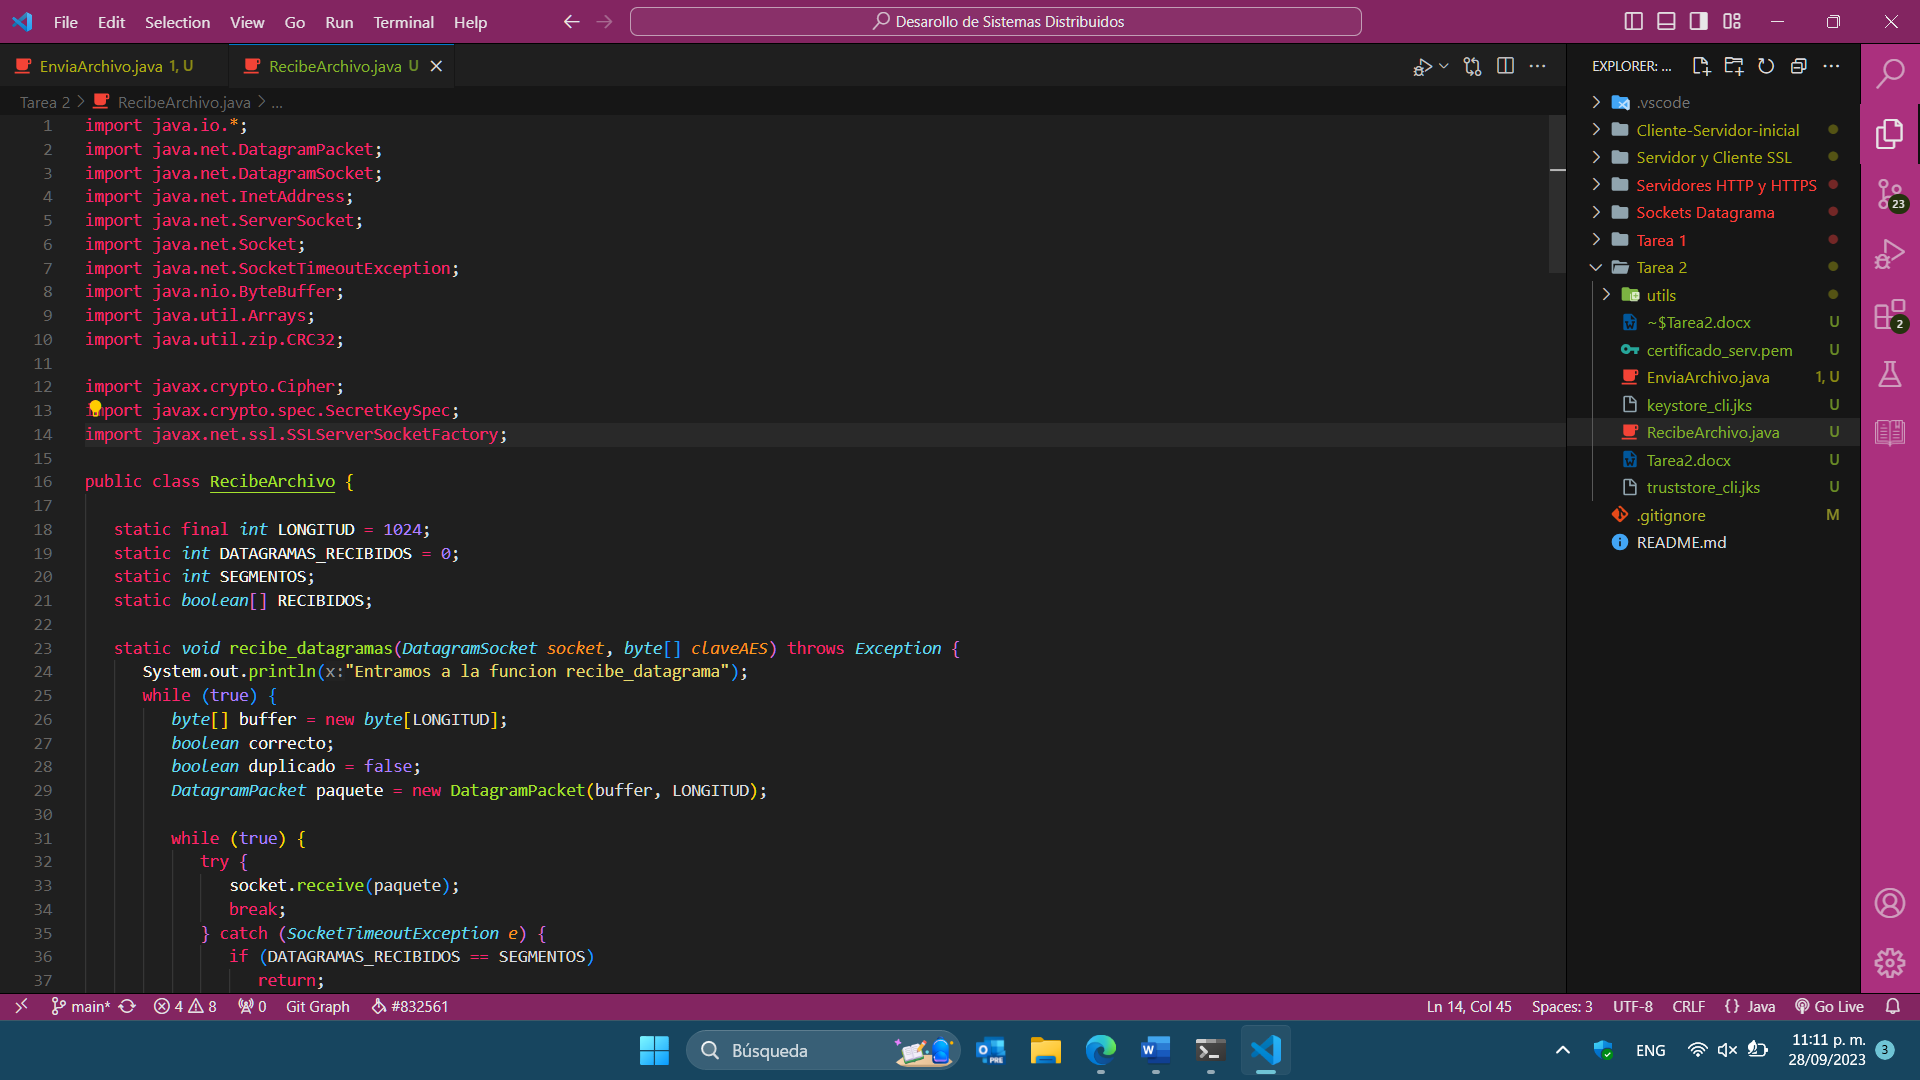 File Edit Selection View Go Run Terminal Help
Desarollo de Sistemas Distribuidos
EnviaArchivo.java 1, U
RecibeArchivo.java U
Tarea 2 > RecibeArchivo.java > ...
1 import java.io.*;
2 import java.net.DatagramPacket;
3 import java.net.DatagramSocket;
4 import java.net.InetAddress;
5 import java.net.ServerSocket;
6 import java.net.Socket;
7 import java.net.SocketTimeoutException;
8 import java.nio.ByteBuffer;
9 import java.util.Arrays;
10 import java.util.zip.CRC32;
11
12 import javax.crypto.Cipher;
13 import javax.crypto.spec.SecretKeySpec;
14 import javax.net.ssl.SSLServerSocketFactory;
15
16 public class RecibeArchivo {
17
18 static final int LONGITUD = 1024;
19 static int DATAGRAMAS_RECIBIDOS = 0;
20 static int SEGMENTOS;
21 static boolean[] RECIBIDOS;
22
23 static void recibe_datagramas(DatagramSocket socket, byte[] claveAES) throws Exception {
24 System.out.println(x:"Entramos a la funcion recibe_datagrama");
25 while (true) {
26 byte[] buffer = new byte[LONGITUD];
27 boolean correcto;
28 boolean duplicado = false;
29 DatagramPacket paquete = new DatagramPacket(buffer, LONGITUD);
30
31 while (true) {
32 try {
33 socket.receive(paquete);
34 break;
35 } catch (SocketTimeoutException e) {
36 if (DATAGRAMAS_RECIBIDOS == SEGMENTOS)
37 return;
EXPLORER: ...
.vscode
Cliente-Servidor-inicial
Servidor y Cliente SSL
Servidores HTTP y HTTPS
Sockets Datagrama
Tarea 1
Tarea 2
utils
~$Tarea2.docx U
certificado_serv.pem U
EnviaArchivo.java 1, U
keystore_cli.jks U
RecibeArchivo.java U
Tarea2.docx U
truststore_cli.jks U
.gitignore M
README.md
23
2
main* 4 8 0 Git Graph #832561
Ln 14, Col 45 Spaces: 3 UTF-8 CRLF {} Java Go Live
Búsqueda
PRE
ENG
11:11 p. m.
28/09/2023
3